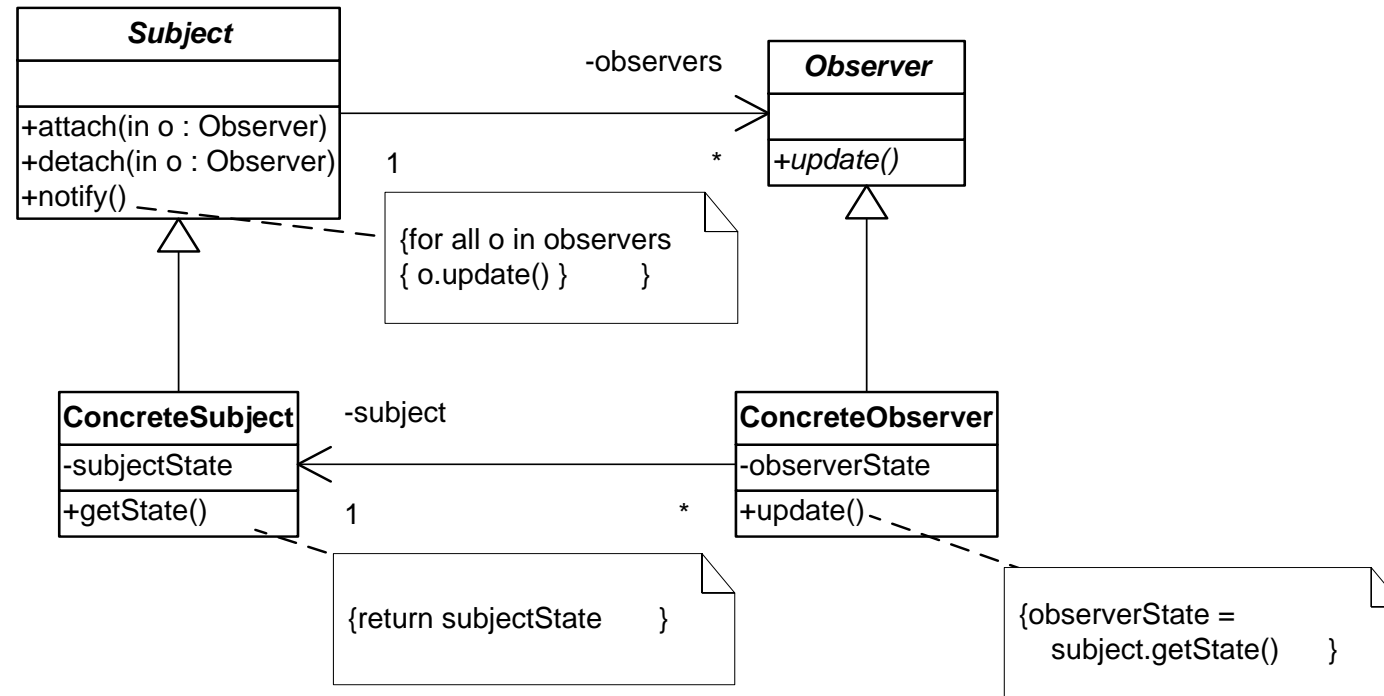 Subject
+attach(in o : Observer)
+detach(in o : Observer)
+notify()
-observers
1
*
Observer
+update()
{for all o in observers
{ o.update() } }
ConcreteSubject
-subjectState
+getState()
-subject
1
*
ConcreteObserver
-observerState
+update()
{return subjectState }
{observerState =
subject.getState() }